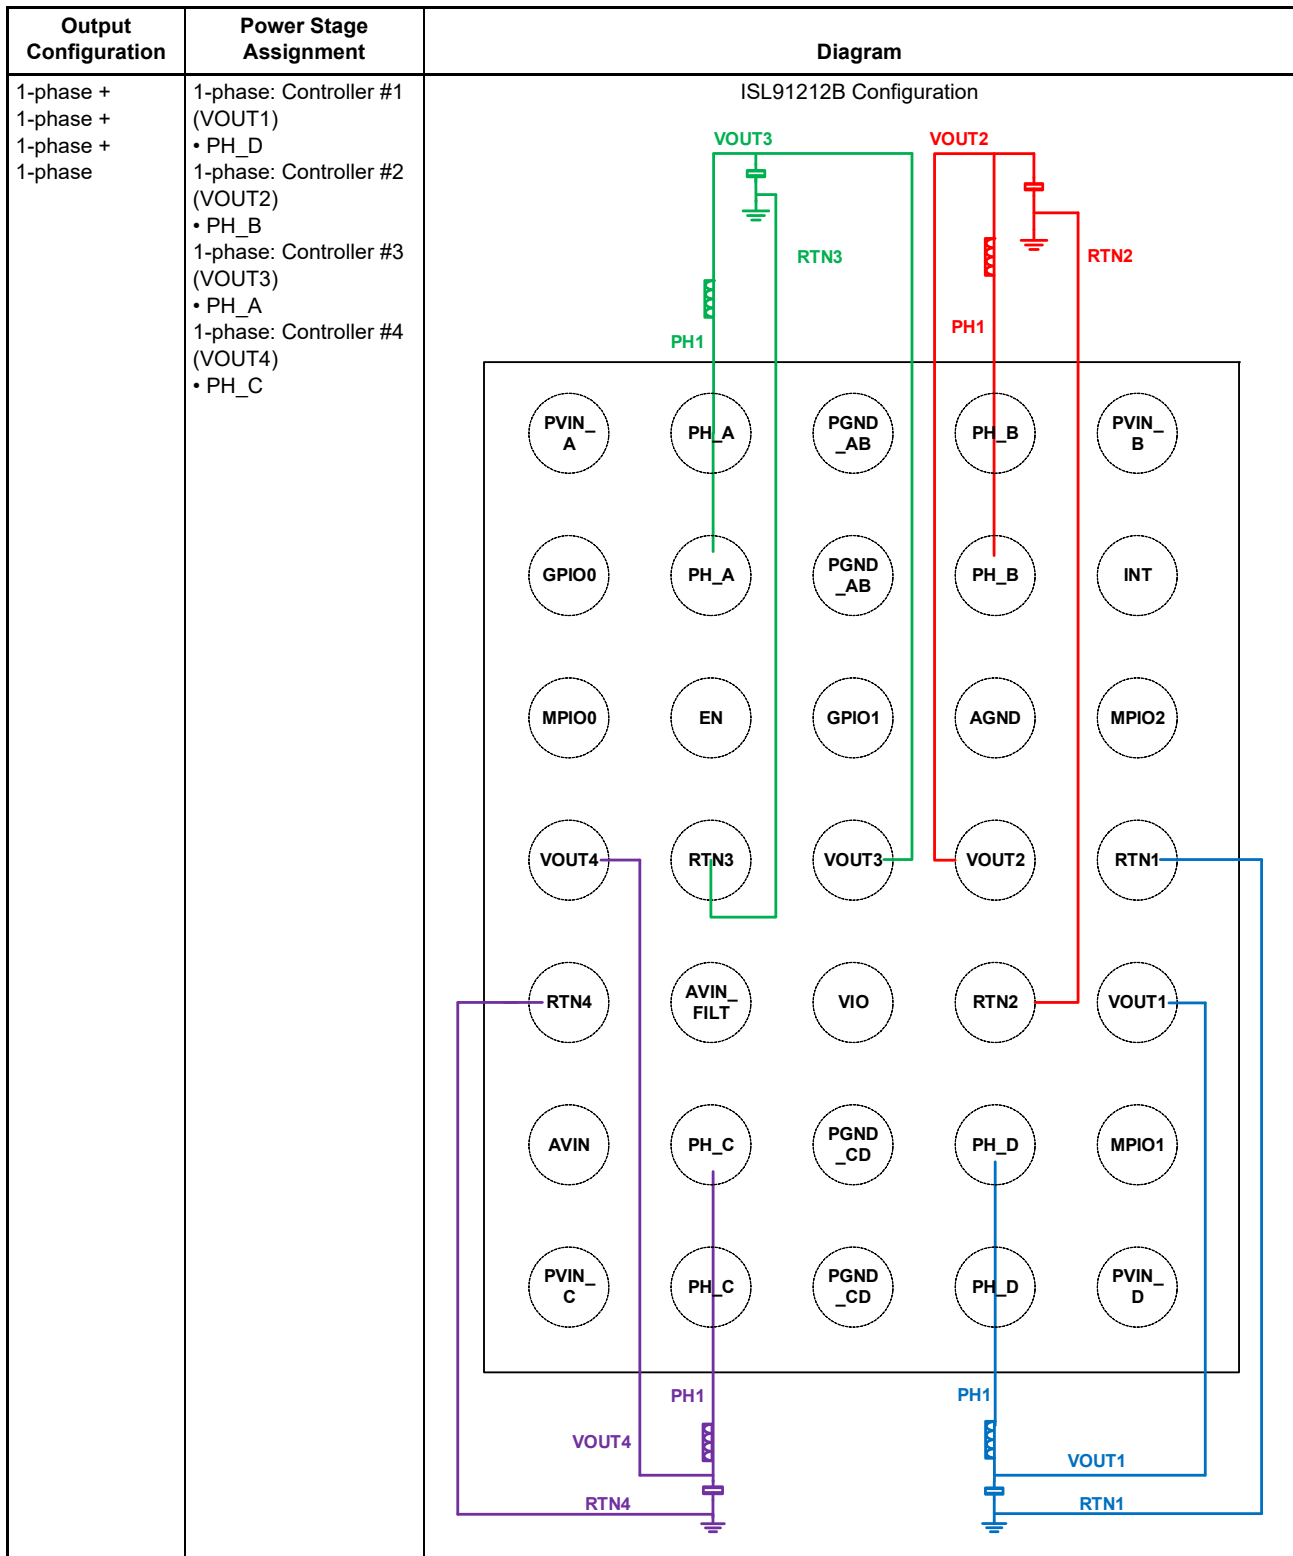 Output Configuration
Power Stage Assignment
Diagram
1-phase +
1-phase +
1-phase +
1-phase
1-phase: Controller #1
(VOUT1)
• PH_D
1-phase: Controller #2
(VOUT2)
• PH_B
1-phase: Controller #3
(VOUT3)
• PH_A
1-phase: Controller #4
(VOUT4)
• PH_C
ISL91212B Configuration
VOUT3
VOUT2
RTN3
RTN2
PH1
PH1
PVIN_
A
PH_A
PGND
_AB
PH_B
PVIN_
B
GPIO0
PH_A
PGND
_AB
PH_B
INT
MPIO0
EN
GPIO1
AGND
MPIO2
VOUT4
RTN3
VOUT3
VOUT2
RTN1
RTN4
AVIN_
FILT
VIO
RTN2
VOUT1
AVIN
PH_C
PGND
_CD
PH_D
MPIO1
PVIN_
C
PH_C
PGND
_CD
PH_D
PVIN_
D
PH1
PH1
VOUT4
VOUT1
RTN4
RTN1